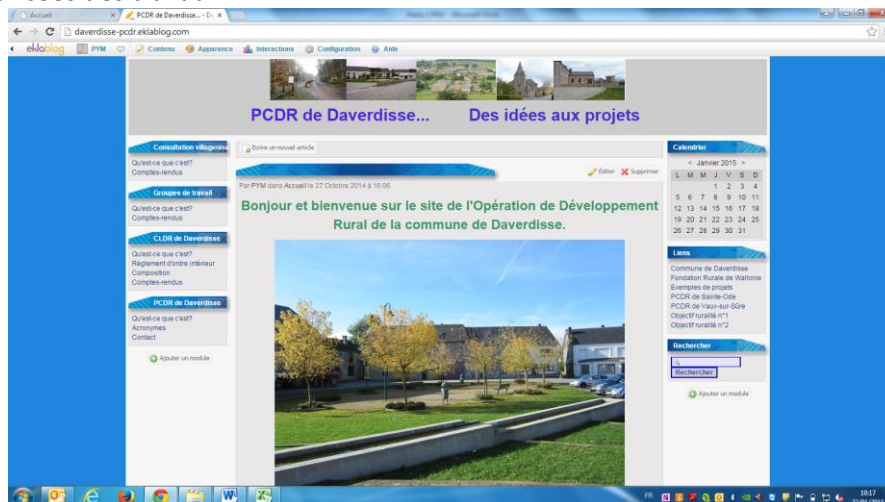 Accueil
PCDR de Daverdisse... - D
daverdisse-pcdr.eklablog.com
eklablog PYM Contenu Apparence Interactions Configuration Aide
PCDR de Daverdisse... Des idées aux projets
Consultation villageoise
Qu'est-ce que c'est?
Comptes-rendus
Groupes de travail
Qu'est-ce que c'est?
Comptes-rendus
CLDR de Daverdisse
Qu'est-ce que c'est?
Règlement d'ordre intérieur
Composition
Comptes-rendus
PCDR de Daverdisse
Qu'est-ce que c'est?
Acronymes
Contact
Ajouter un module
Ecrire un nouvel article
Éditer Supprimer
Par PYM dans Accueil le 27 Octobre 2014 à 16:06
Bonjour et bienvenue sur le site de l'Opération de Développement
Rural de la commune de Daverdisse.
Calendrier
< Janvier 2015 >
L M M J V S D
1 2 3 4
5 6 7 8 9 10 11
12 13 14 15 16 17 18
19 20 21 22 23 24 25
26 27 28 29 30 31
Liens
Commune de Daverdisse
Fondation Rurale de Wallonie
Exemples de projets
PCDR de Sainte-Ode
PCDR de Vaux-sur-Sûre
Objectif ruralité n°1
Objectif ruralité n°2
Rechercher
Rechercher
Ajouter un module
FR 10:17